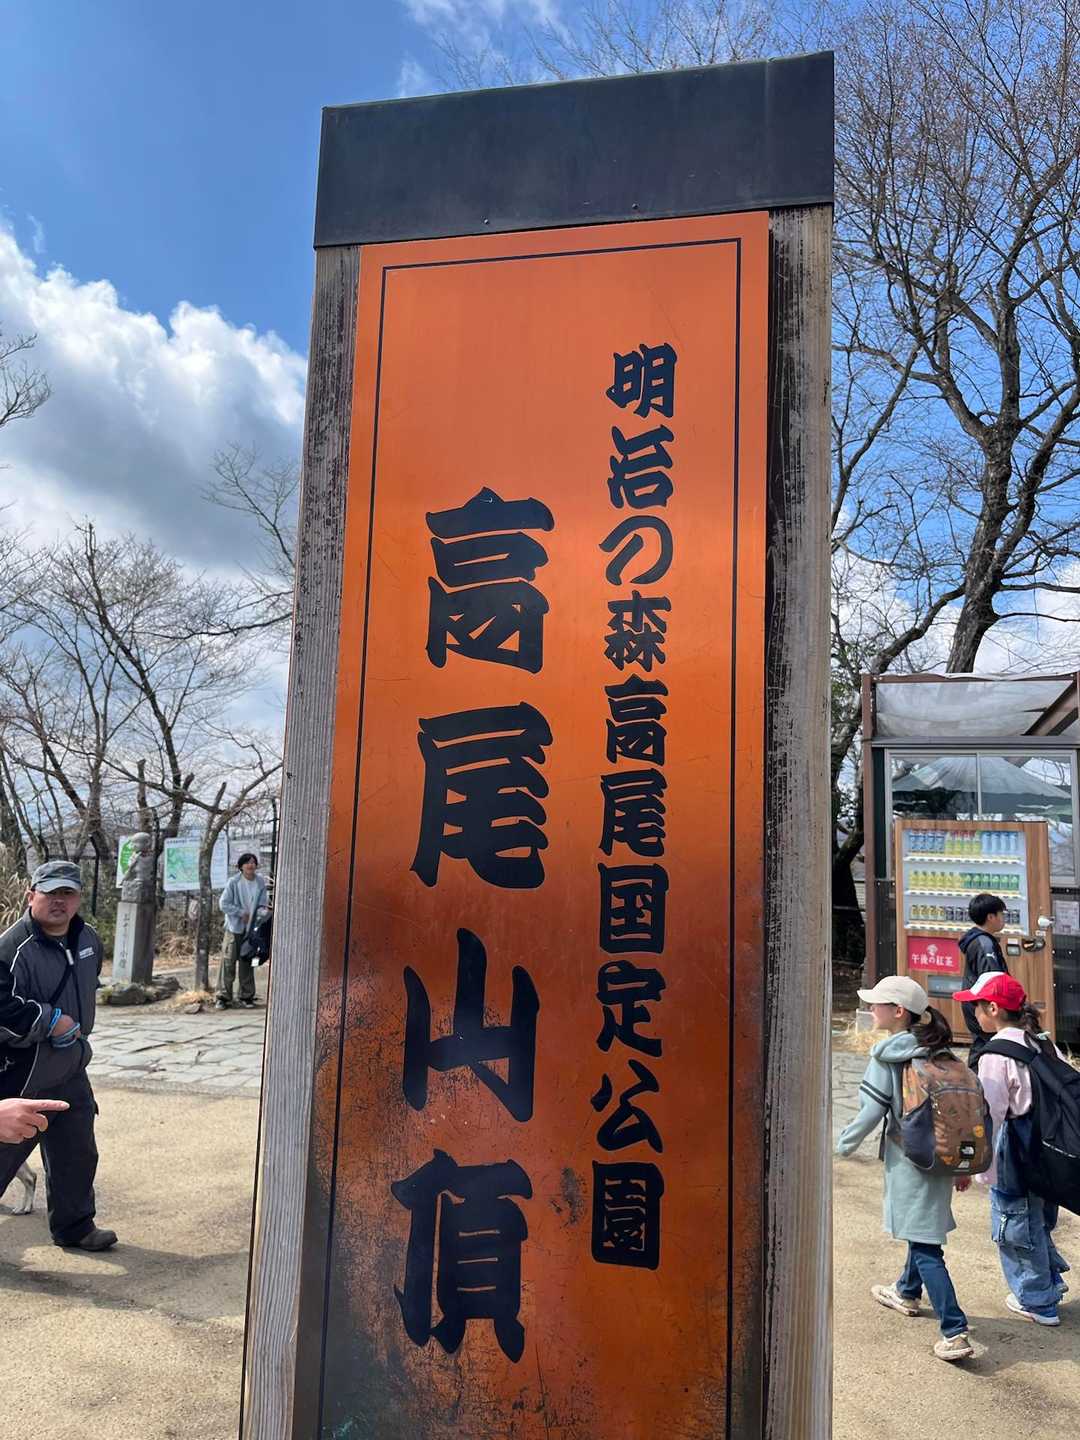 明治の森高尾国定公園
高尾山頂
午後の紅茶